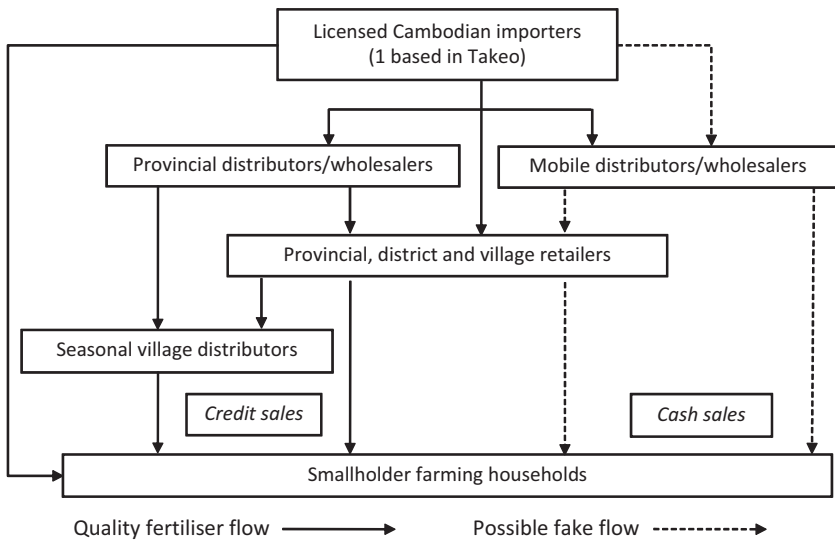 Licensed Cambodian importers
(1 based in Takeo)
Provincial distributors/wholesalers
Mobile distributors/wholesalers
Provincial, district and village retailers
Seasonal village distributors
Credit sales
Cash sales
Smallholder farming households
Quality fertiliser flow
Possible fake flow